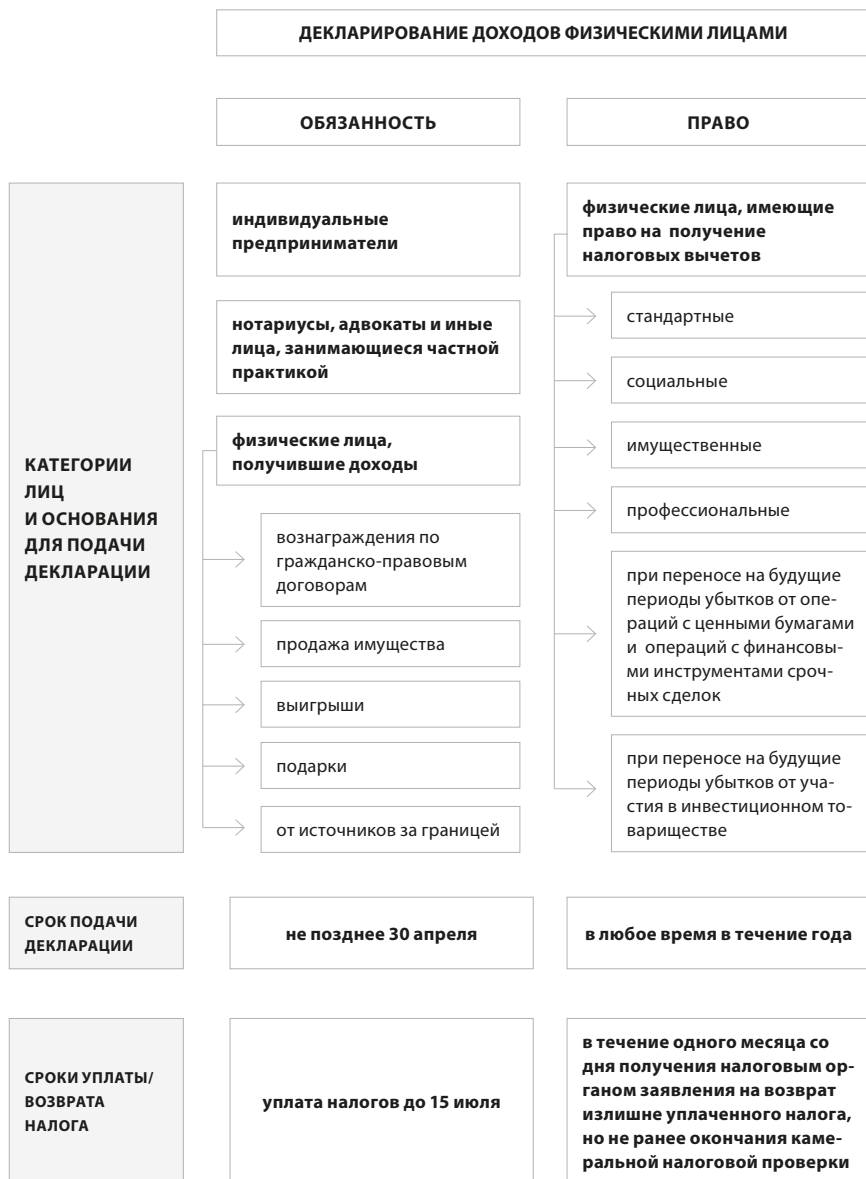 ДЕКЛАРИРОВАНИЕ ДОХОДОВ ФИЗИЧЕСКИМИ ЛИЦАМИ
ОБЯЗАННОСТЬ
ПРАВО
КАТЕГОРИИ
ЛИЦ
И ОСНОВАНИЯ
ДЛЯ ПОДАЧИ
ДЕКЛАРАЦИИ
индивидуальные
предприниматели
нотариусы, адвокаты и иные
лица, занимающиеся частной
практикой
физические лица,
получившие доходы
вознаграждения по
гражданско-правовым
договорам
продажа имущества
выигрыши
подарки
от источников за границей
физические лица, имеющие
право на получение
налоговых вычетов
стандартные
социальные
имущественные
профессиональные
при переносе на будущие
периоды убытков от опе-
раций с ценными бумагами
и операций с финансовы-
ми инструментами сроч-
ных сделок
при переносе на будущие
периоды убытков от уча-
стия в инвестиционном то-
вариществе
СРОК ПОДАЧИ
ДЕКЛАРАЦИИ
не позднее 30 апреля
в любое время в течение года
СРОКИ УПЛАТЫ/
ВОЗВРАТА
НАЛОГА
уплата налогов до 15 июля
в течение одного месяца со
дня получения налоговым ор-
ганом заявления на возврат
излишне уплаченного налога,
но не ранее окончания каме-
ральной налоговой проверки